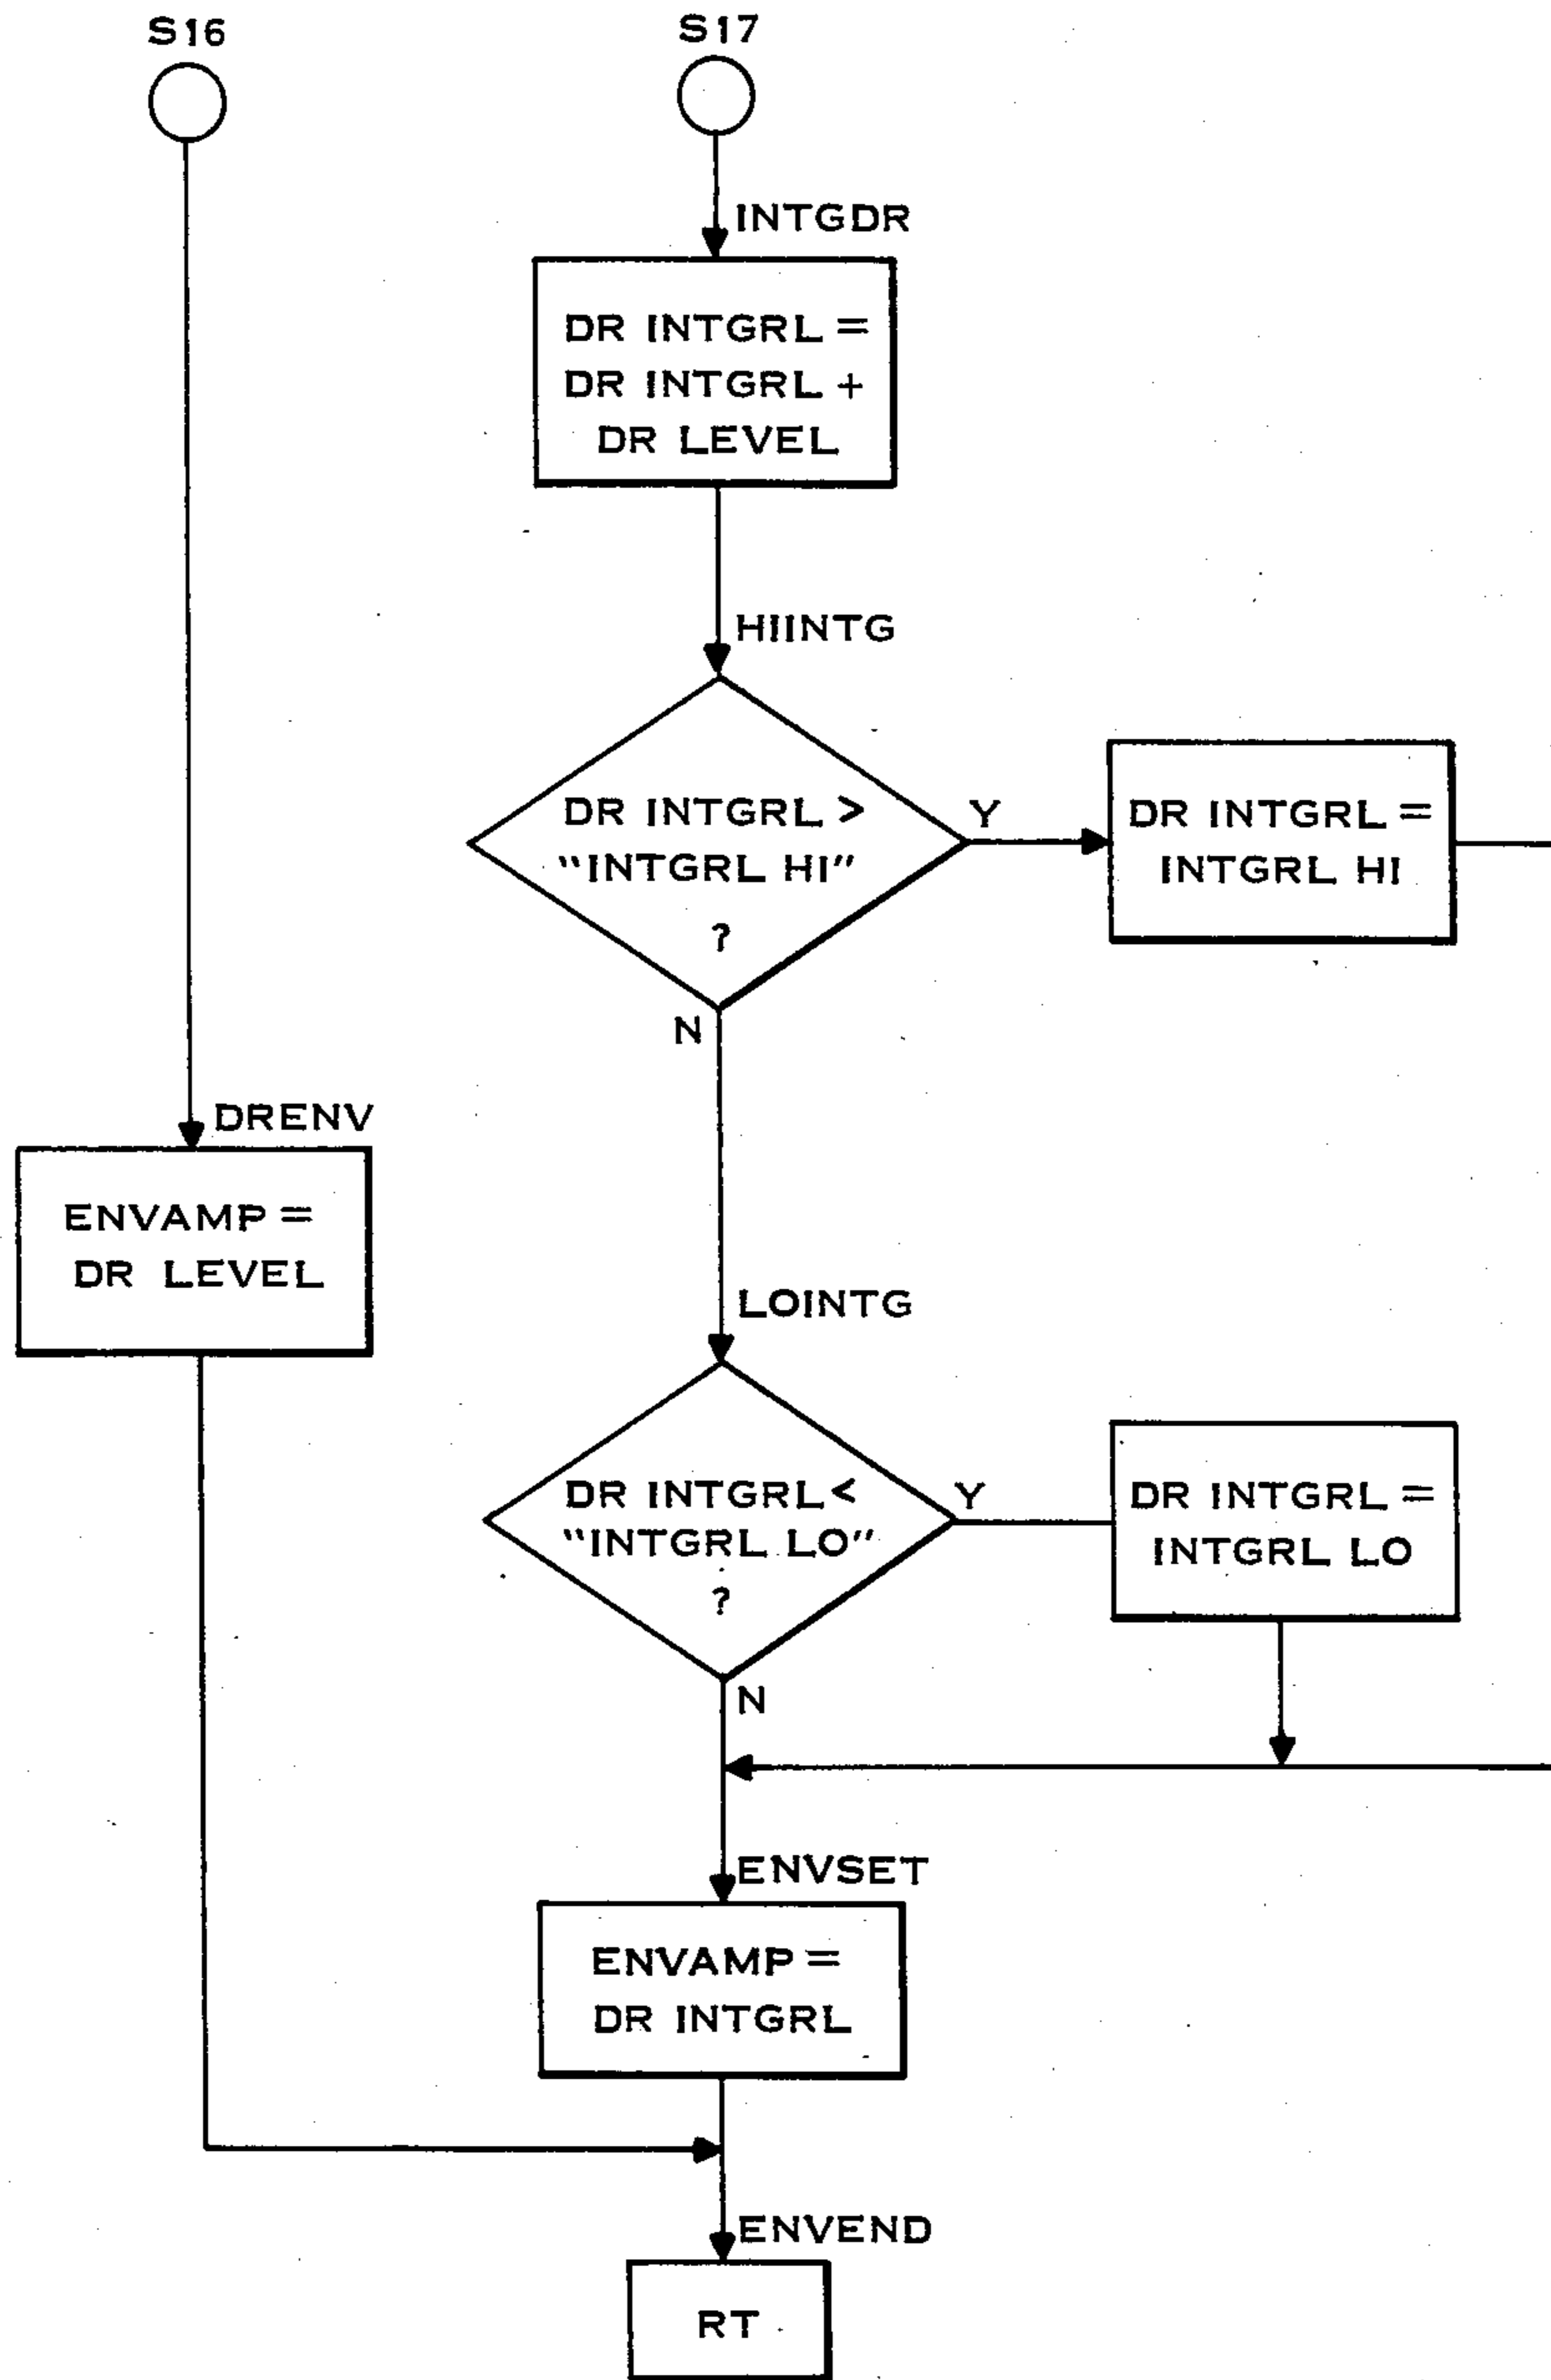 S16
S17
INTGDR
DR INTGRL =
DR INTGRL +
DR LEVEL
HIINTG
DR INTGRL >
"INTGRL HI"
?
Y
DR INTGRL =
INTGRL HI
N
DRENV
ENVAMP =
DR LEVEL
LOINTG
DR INTGRL <
"INTGRL LO"
?
Y
DR INTGRL =
INTGRL LO
N
ENVSET
ENVAMP =
DR INTGRL
ENVEND
RT